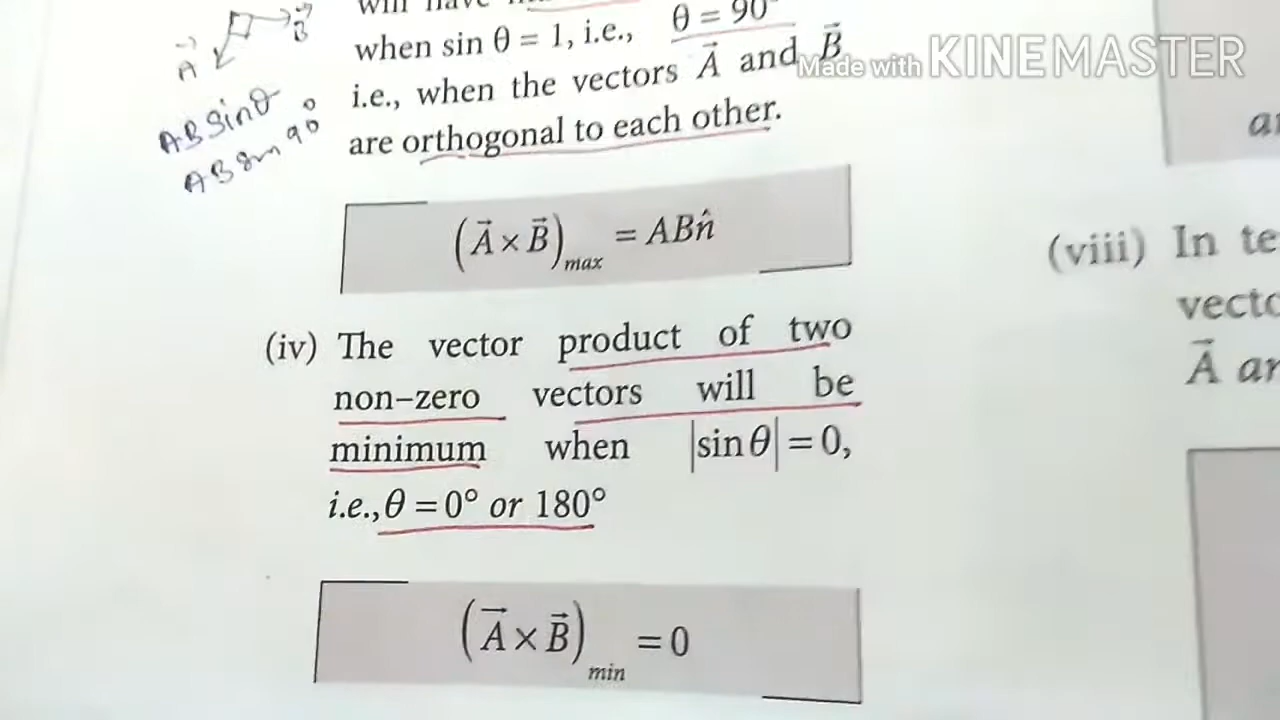 will have
when sin θ = 1, i.e., θ = 90°
i.e., when the vectors A⃗ and B⃗
are orthogonal to each other.
A⃗ B⃗
AB Sinθ
AB Sin 90°
(A⃗ × B⃗)max = ABn̂
(iv) The vector product of two
non–zero vectors will be
minimum when |sin θ| = 0,
i.e., θ = 0° or 180°
(A⃗ × B⃗)min = 0
(viii) In te
vecto
A⃗ ar
Made with KINEMASTER